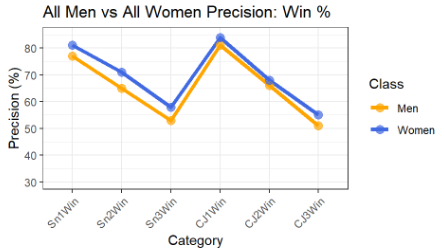 All Men vs All Women Precision: Win %
Precision (%)
80
70
60
50
40
30
Sn1Win
Sn2Win
Sn3Win
CJ1Win
CJ2Win
CJ3Win
Category
Class
Men
Women